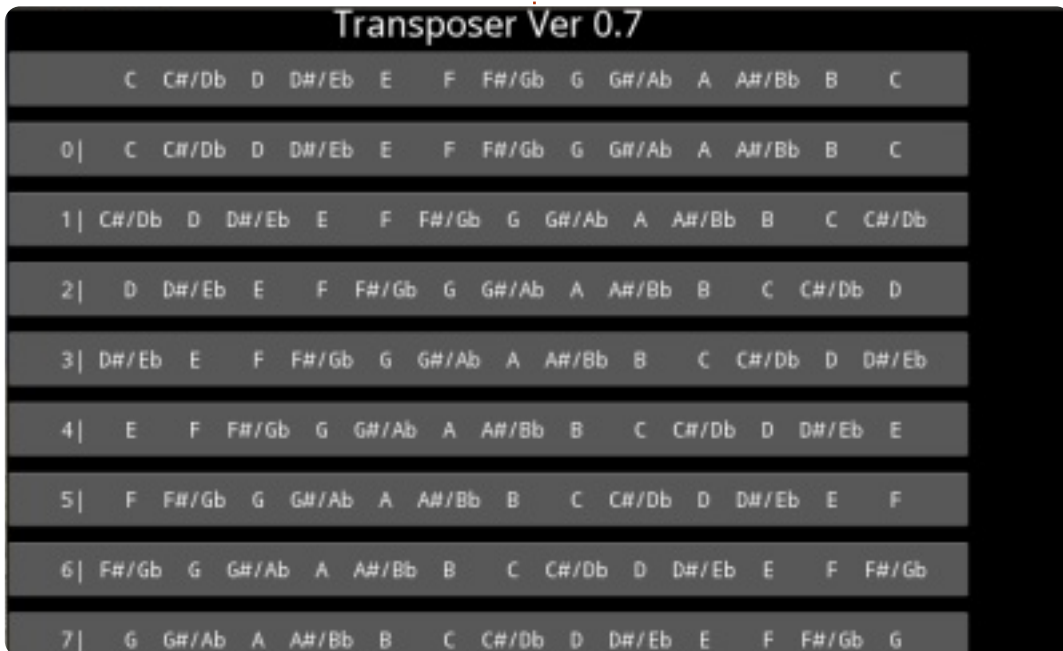 Transposer Ver 0.7
C C#/Db D D#/Eb E F F#/Gb G G#/Ab A A#/Bb B C
0| C C#/Db D D#/Eb E F F#/Gb G G#/Ab A A#/Bb B C
1| C#/Db D D#/Eb E F F#/Gb G G#/Ab A A#/Bb B C C#/Db
2| D D#/Eb E F F#/Gb G G#/Ab A A#/Bb B C C#/Db D
3| D#/Eb E F F#/Gb G G#/Ab A A#/Bb B C C#/Db D D#/Eb
4| E F F#/Gb G G#/Ab A A#/Bb B C C#/Db D D#/Eb E
5| F F#/Gb G G#/Ab A A#/Bb B C C#/Db D D#/Eb E F
6| F#/Gb G G#/Ab A A#/Bb B C C#/Db D D#/Eb E F F#/Gb
7| G G#/Ab A A#/Bb B C C#/Db D D#/Eb E F F#/Gb G